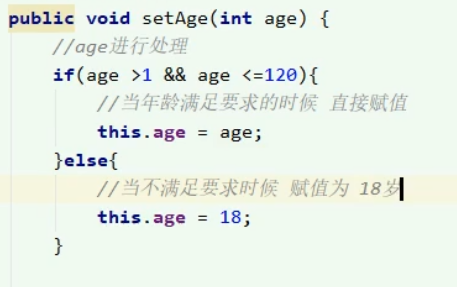 public void setAge(int age) {
//age进行处理
if(age >1 && age <=120){
//当年龄满足要求的时候 直接赋值
this.age = age;
}else{
//当不满足要求时候 赋值为 18岁
this.age = 18;
}